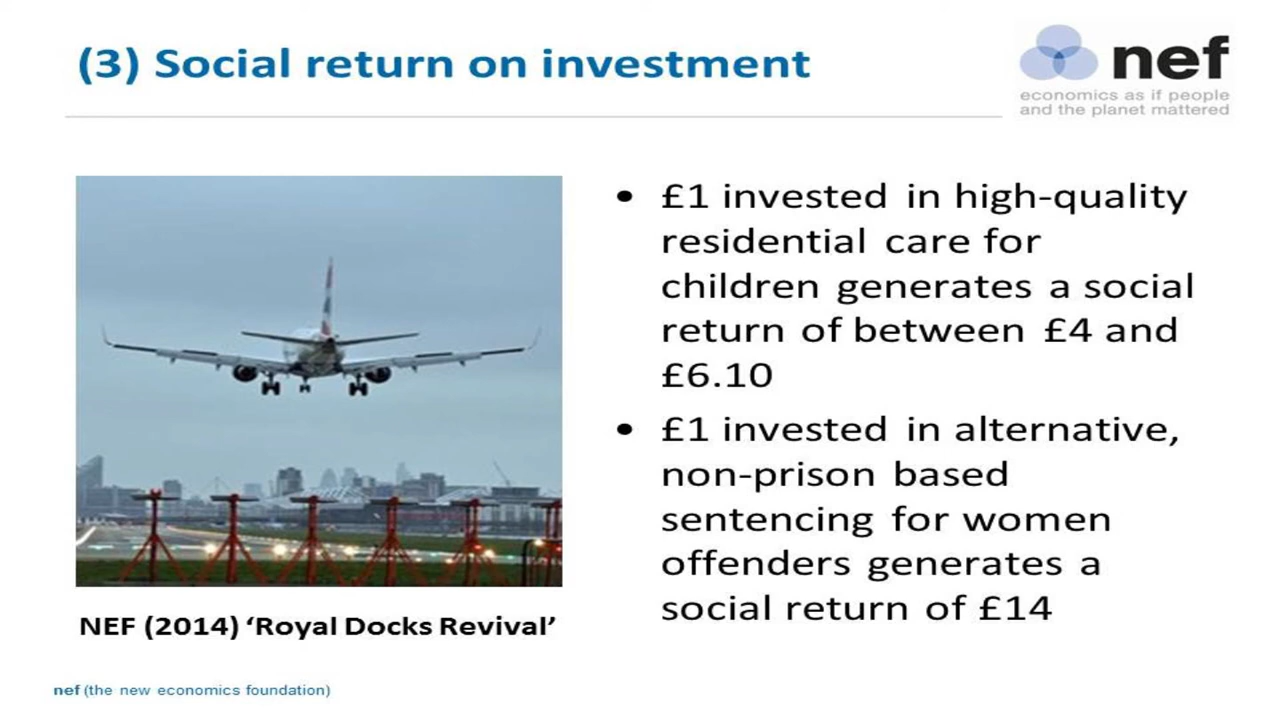 (3) Social return on investment
nef
economics as if people
and the planet mattered
• £1 invested in high-quality
residential care for
children generates a social
return of between £4 and
£6.10
• £1 invested in alternative,
non-prison based
sentencing for women
offenders generates a
social return of £14
NEF (2014) ‘Royal Docks Revival’
nef (the new economics foundation)